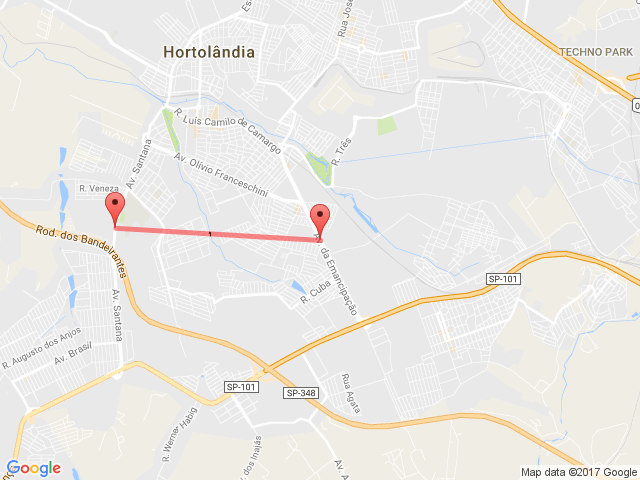 Hortolândia
Rua José
TECHNO PARK
R. Luís Camilo de Camargo
R. Três
Av. Santana
Av. Olívio Franceschini
R. Veneza
Rod. dos Bandeirantes
Av. da Emancipação
SP-101
R. Cuba
Av. Santana
R. Augusto dos Anjos
Av. Brasil
SP-101
SP-348
Rua Agata
R. Werner Habig
dos Inajás
Av. A
Google
Map data ©2017 Google